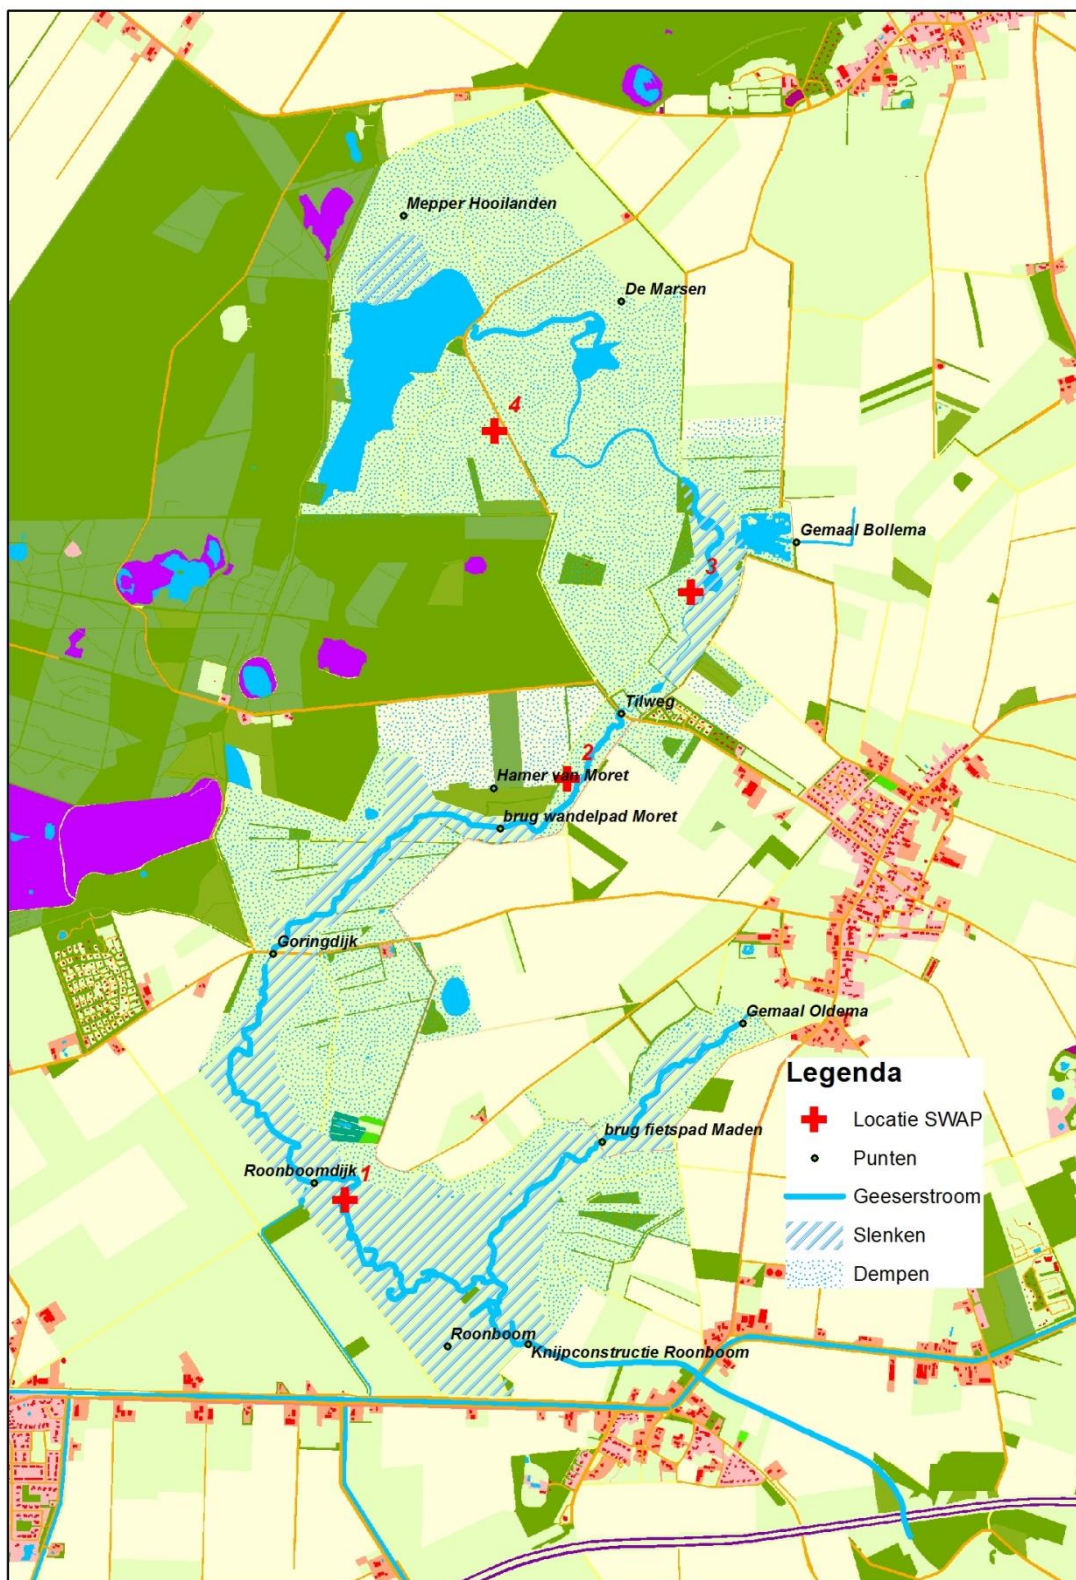 Mepper Hooilanden
De Marsen
4
Gemaal Bollema
3
Tilweg
2
Hamer van Moret
brug wandelpad Moret
Goringdijk
Gemaal Oldema
Legenda
Locatie SWAP
brug fietspad Maden
Punten
Roonboomdijk
1
Geeserstroom
Slenken
Dempen
Roonboom
Knijpconstructie Roonboom